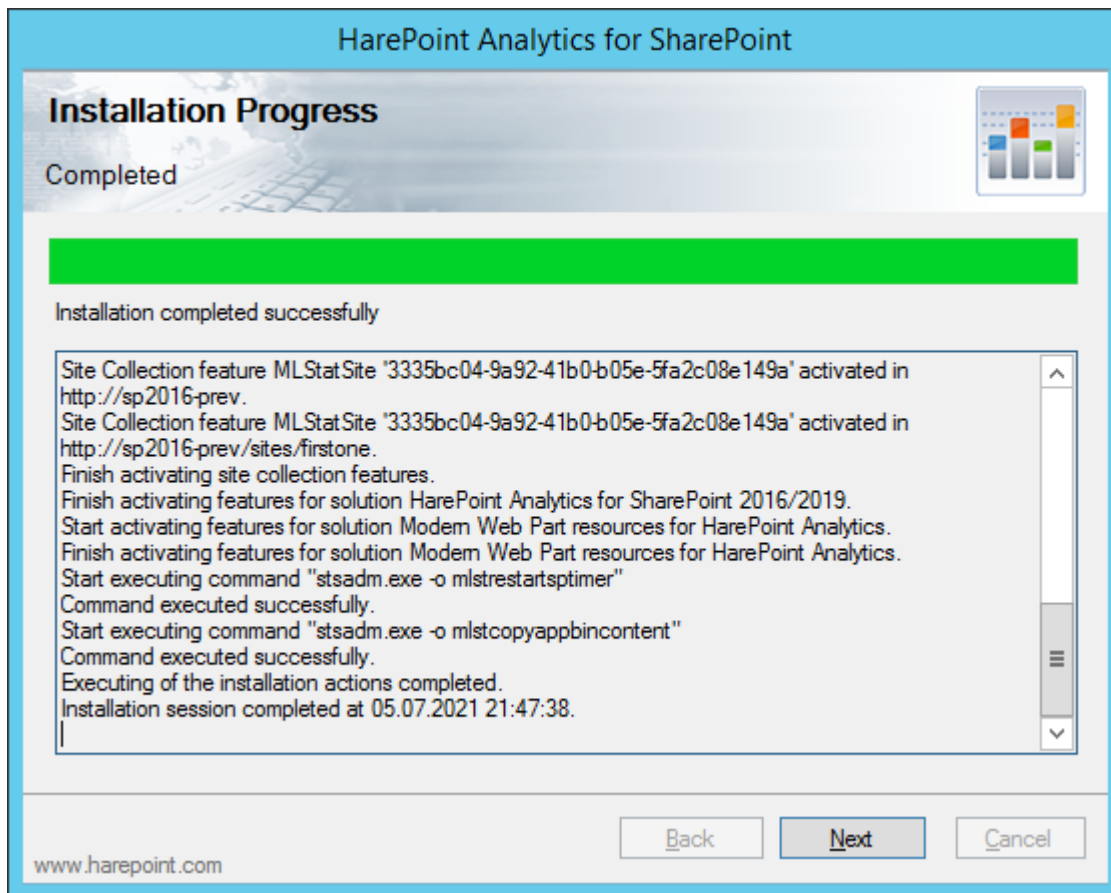 HarePoint Analytics for SharePoint
Installation Progress
Completed
Installation completed successfully
Site Collection feature MLStatSite '3335bc04-9a92-41b0-b05e-5fa2c08e149a' activated in
http://sp2016-prev.
Site Collection feature MLStatSite '3335bc04-9a92-41b0-b05e-5fa2c08e149a' activated in
http://sp2016-prev/sites/firstone.
Finish activating site collection features.
Finish activating features for solution HarePoint Analytics for SharePoint 2016/2019.
Start activating features for solution Modern Web Part resources for HarePoint Analytics.
Finish activating features for solution Modern Web Part resources for HarePoint Analytics.
Start executing command "stsadm.exe -o mlstrestartsptimer"
Command executed successfully.
Start executing command "stsadm.exe -o mlstcopyappbincontent"
Command executed successfully.
Executing of the installation actions completed.
Installation session completed at 05.07.2021 21:47:38.
Back Next Cancel
www.harepoint.com